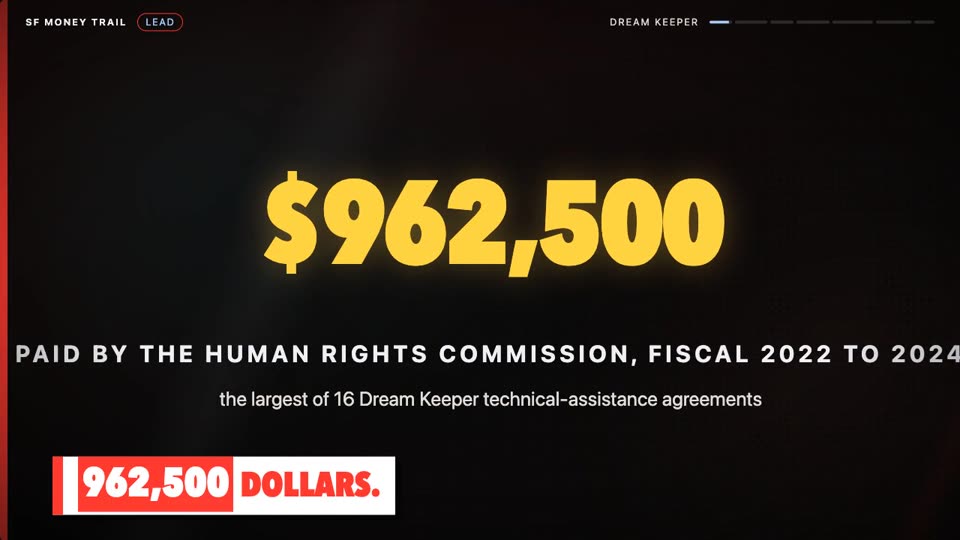 SF MONEY TRAIL LEAD DREAM KEEPER
$962,500
PAID BY THE HUMAN RIGHTS COMMISSION, FISCAL 2022 TO 2024
the largest of 16 Dream Keeper technical-assistance agreements
962,500 DOLLARS.